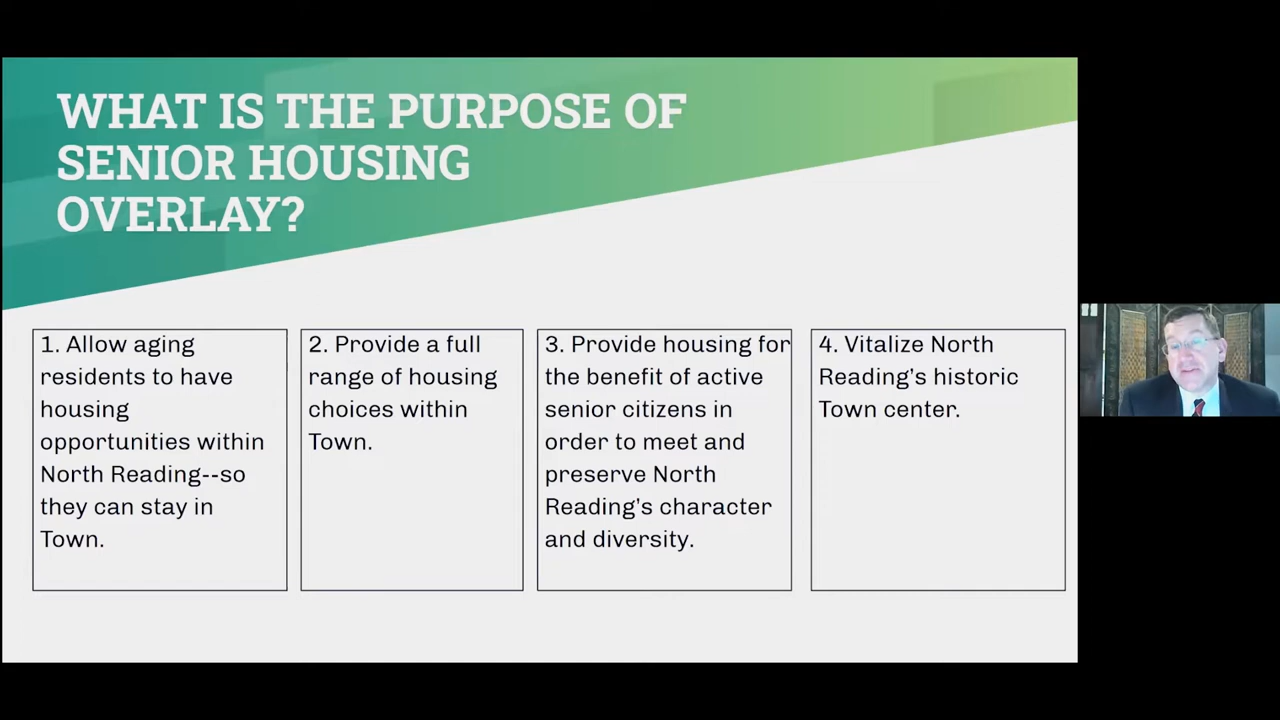 WHAT IS THE PURPOSE OF
SENIOR HOUSING
OVERLAY?
1. Allow aging
residents to have
housing
opportunities within
North Reading--so
they can stay in
Town.
2. Provide a full
range of housing
choices within
Town.
3. Provide housing for
the benefit of active
senior citizens in
order to meet and
preserve North
Reading's character
and diversity.
4. Vitalize North
Reading’s historic
Town center.